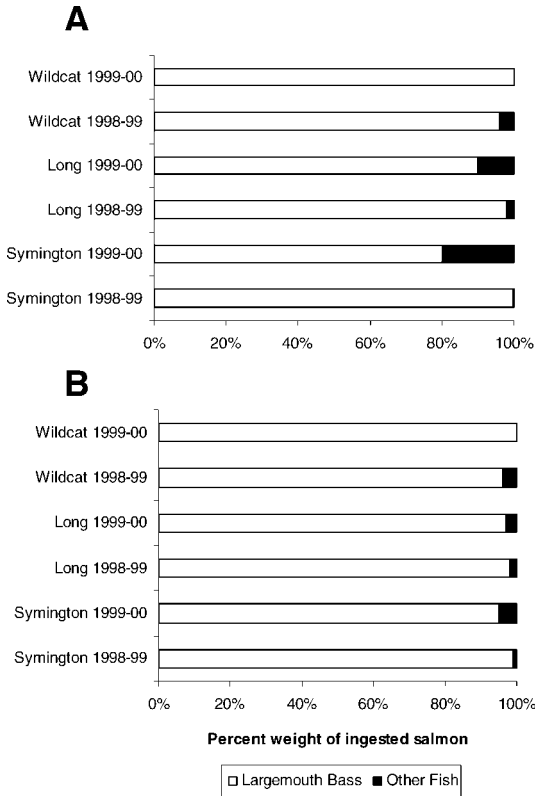 A
Wildcat 1999-00
Wildcat 1998-99
Long 1999-00
Long 1998-99
Symington 1999-00
Symington 1998-99
0% 20% 40% 60% 80% 100%
B
Wildcat 1999-00
Wildcat 1998-99
Long 1999-00
Long 1998-99
Symington 1999-00
Symington 1998-99
0% 20% 40% 60% 80% 100%
Percent weight of ingested salmon
Largemouth Bass Other Fish